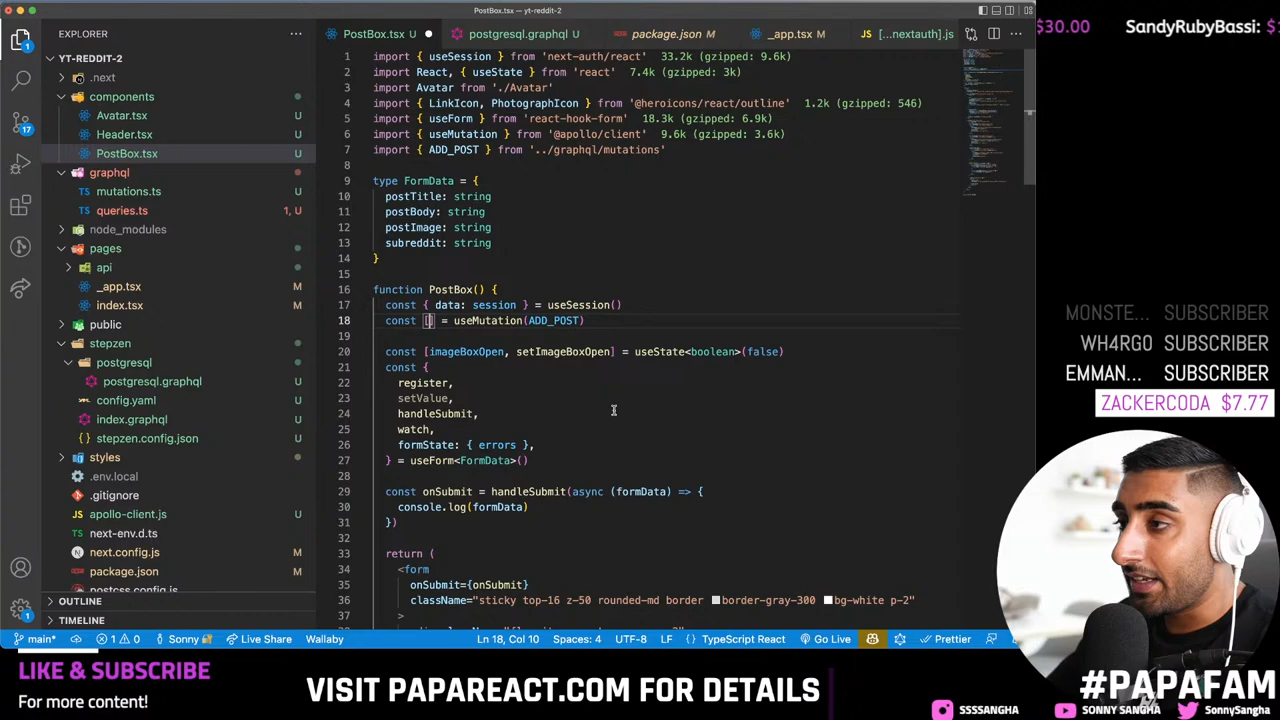 PostBox.tsx - yt-reddit-2
$30.00 SandyRubyBassi: $
EXPLORER
PostBox.tsx U
postgresql.graphql U
package.json M
_app.tsx M
JS [...nextauth].js
YT-REDDIT-2
.next
components
Avatar.tsx U
Header.tsx U
PostBox.tsx U
graphql
TS mutations.ts U
TS queries.ts 1, U
node_modules
pages
api
_app.tsx M
index.tsx M
public
stepzen
postgresql
postgresql.graphql U
config.yaml U
index.graphql U
stepzen.config.json U
styles
.env.local
.gitignore
JS apollo-client.js U
TS next-env.d.ts
next.config.js M
package.json M
postcss.config.js
OUTLINE
TIMELINE
1 import { useSession } from 'next-auth/react' 33.2k (gzipped: 9.6k)
2 import React, { useState } from 'react' 7.4k (gzipped: 3k)
3 import Avatar from './Avatar'
4 import { LinkIcon, PhotographIcon } from '@heroicons/react/outline' 1.2k (gzipped: 546)
5 import { useForm } from 'react-hook-form' 18.3k (gzipped: 6.9k)
6 import { useMutation } from '@apollo/client' 9.6k (gzipped: 3.6k)
7 import { ADD_POST } from '../graphql/mutations'
8
9 type FormData = {
10 postTitle: string
11 postBody: string
12 postImage: string
13 subreddit: string
14 }
15
16 function PostBox() {
17 const { data: session } = useSession()
18 const [] = useMutation(ADD_POST)
19
20 const [imageBoxOpen, setImageBoxOpen] = useState<boolean>(false)
21 const {
22 register,
23 setValue,
24 handleSubmit,
25 watch,
26 formState: { errors },
27 } = useForm<FormData>()
28
29 const onSubmit = handleSubmit(async (formData) => {
30 console.log(formData)
31 })
32
33 return (
34 <form
35 onSubmit={onSubmit}
36 className="sticky top-16 z-50 rounded-md border border-gray-300 bg-white p-2"
37 >
MONSTE... SUBSCRIBER
WH4RGO SUBSCRIBER
EMMAN... SUBSCRIBER
ZACKERCODA $7.77
main* 1 0 Sonny Live Share Wallaby Ln 18, Col 10 Spaces: 4 UTF-8 LF {} TypeScript React Go Live Prettier
LIKE & SUBSCRIBE
For more content!
VISIT PAPAREACT.COM FOR DETAILS
#PAPAFAM
SSSSANGHA SONNY SANGHA SONNYSANGHA